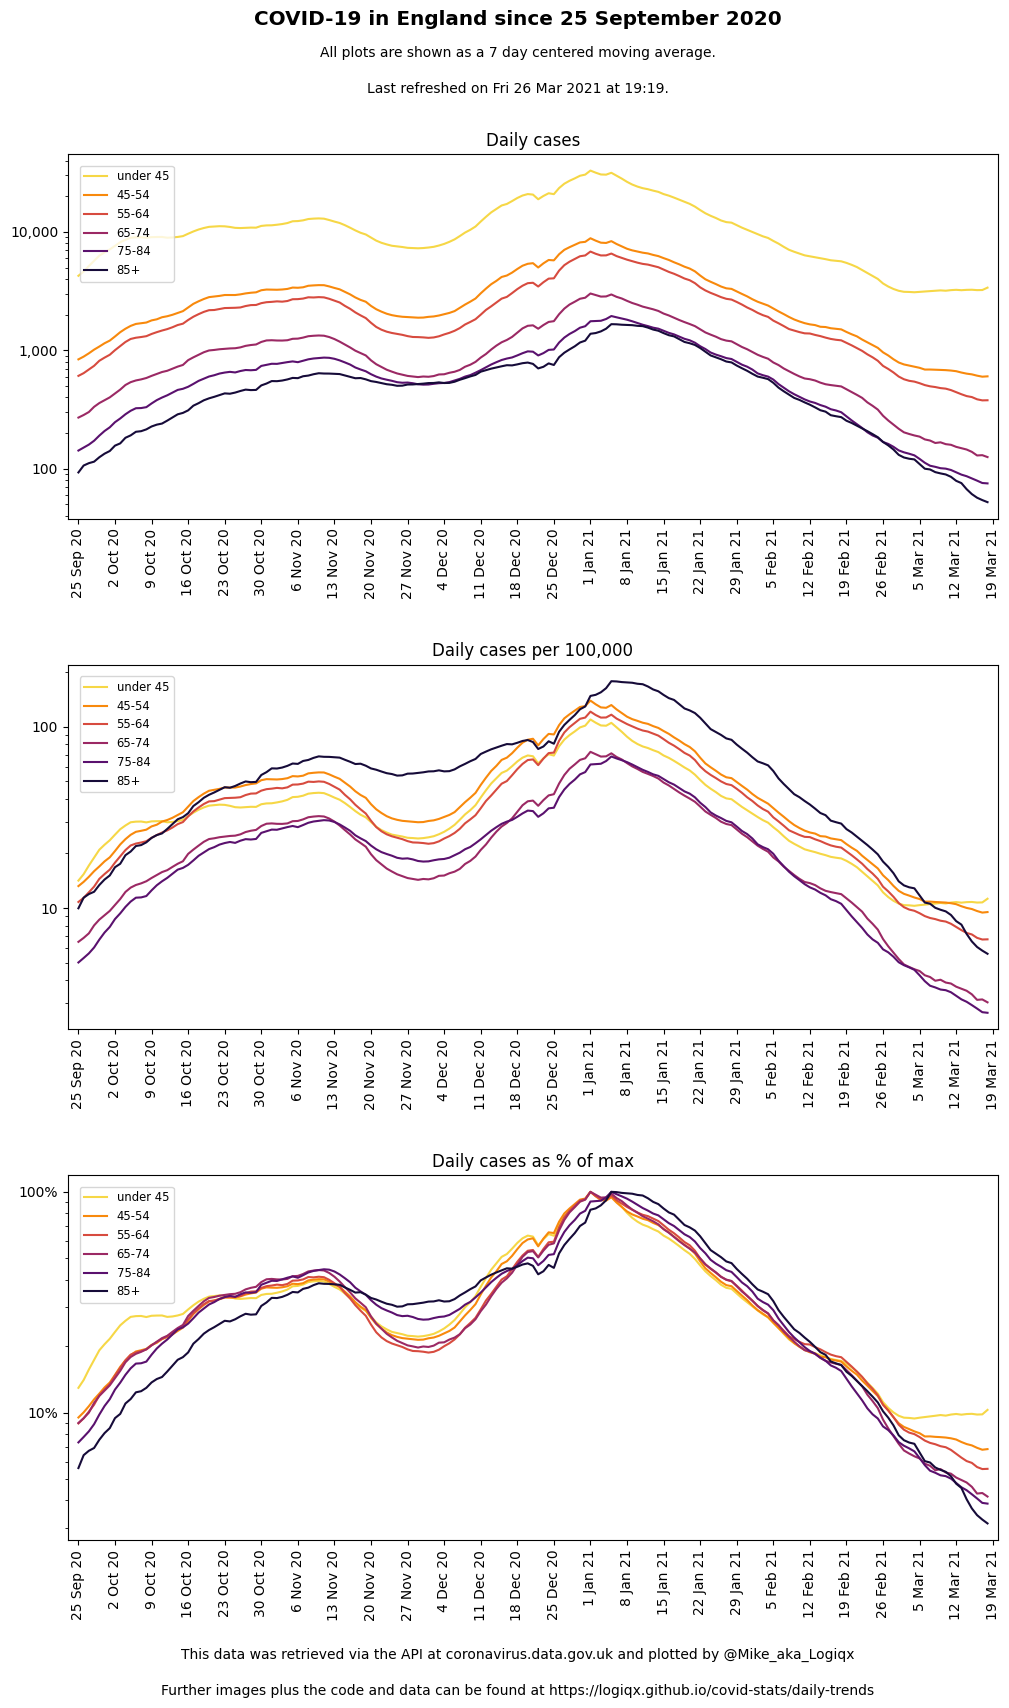 COVID-19 in England since 25 September 2020
All plots are shown as a 7 day centered moving average.
Last refreshed on Fri 26 Mar 2021 at 19:19.
Daily cases
under 45
45-54
55-64
65-74
75-84
85+
10,000
1,000
100
25 Sep 20
2 Oct 20
9 Oct 20
16 Oct 20
23 Oct 20
30 Oct 20
6 Nov 20
13 Nov 20
20 Nov 20
27 Nov 20
4 Dec 20
11 Dec 20
18 Dec 20
25 Dec 20
1 Jan 21
8 Jan 21
15 Jan 21
22 Jan 21
29 Jan 21
5 Feb 21
12 Feb 21
19 Feb 21
26 Feb 21
5 Mar 21
12 Mar 21
19 Mar 21
Daily cases per 100,000
under 45
45-54
55-64
65-74
75-84
85+
100
10
25 Sep 20
2 Oct 20
9 Oct 20
16 Oct 20
23 Oct 20
30 Oct 20
6 Nov 20
13 Nov 20
20 Nov 20
27 Nov 20
4 Dec 20
11 Dec 20
18 Dec 20
25 Dec 20
1 Jan 21
8 Jan 21
15 Jan 21
22 Jan 21
29 Jan 21
5 Feb 21
12 Feb 21
19 Feb 21
26 Feb 21
5 Mar 21
12 Mar 21
19 Mar 21
Daily cases as % of max
under 45
45-54
55-64
65-74
75-84
85+
100%
10%
25 Sep 20
2 Oct 20
9 Oct 20
16 Oct 20
23 Oct 20
30 Oct 20
6 Nov 20
13 Nov 20
20 Nov 20
27 Nov 20
4 Dec 20
11 Dec 20
18 Dec 20
25 Dec 20
1 Jan 21
8 Jan 21
15 Jan 21
22 Jan 21
29 Jan 21
5 Feb 21
12 Feb 21
19 Feb 21
26 Feb 21
5 Mar 21
12 Mar 21
19 Mar 21
This data was retrieved via the API at coronavirus.data.gov.uk and plotted by @Mike_aka_Logiqx
Further images plus the code and data can be found at https://logiqx.github.io/covid-stats/daily-trends